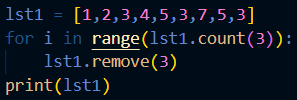 lst1 = [1,2,3,4,5,3,7,5,3]
for i in range(lst1.count(3)):
    lst1.remove(3)
print(lst1)